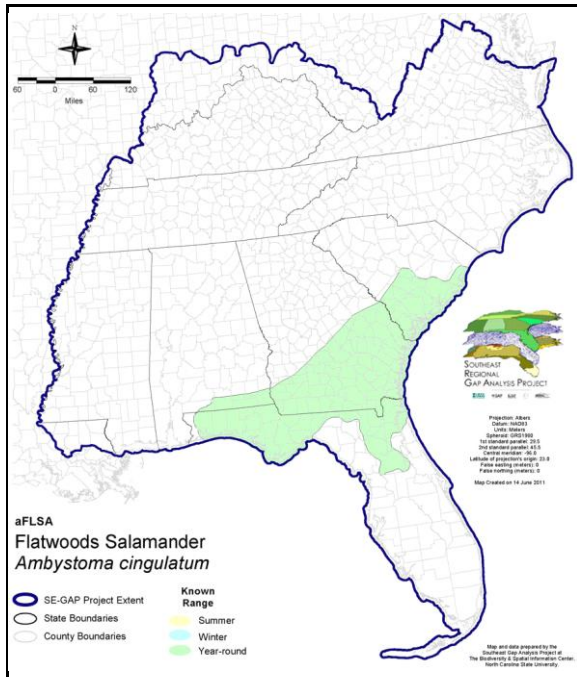 N
60 0 60 120
Miles
SOUTHEAST
REGIONAL
GAP ANALYSIS PROJECT
Projection: Albers
Datum: NAD83
Units: Meters
Spheroid: GRS1980
1st standard parallel: 29.5
2nd standard parallel: 45.5
Central meridian: -96.0
Latitude of projection's origin: 23.0
False easting (meters): 0
False northing (meters): 0
Map Created on 14 June 2011
aFLSA
Flatwoods Salamander
Ambystoma cingulatum
SE-GAP Project Extent
State Boundaries
County Boundaries
Known
Range
Summer
Winter
Year-round
Map and data prepared by the
Southeast Gap Analysis Project at
The Biodiversity & Spatial Information Center,
North Carolina State University.